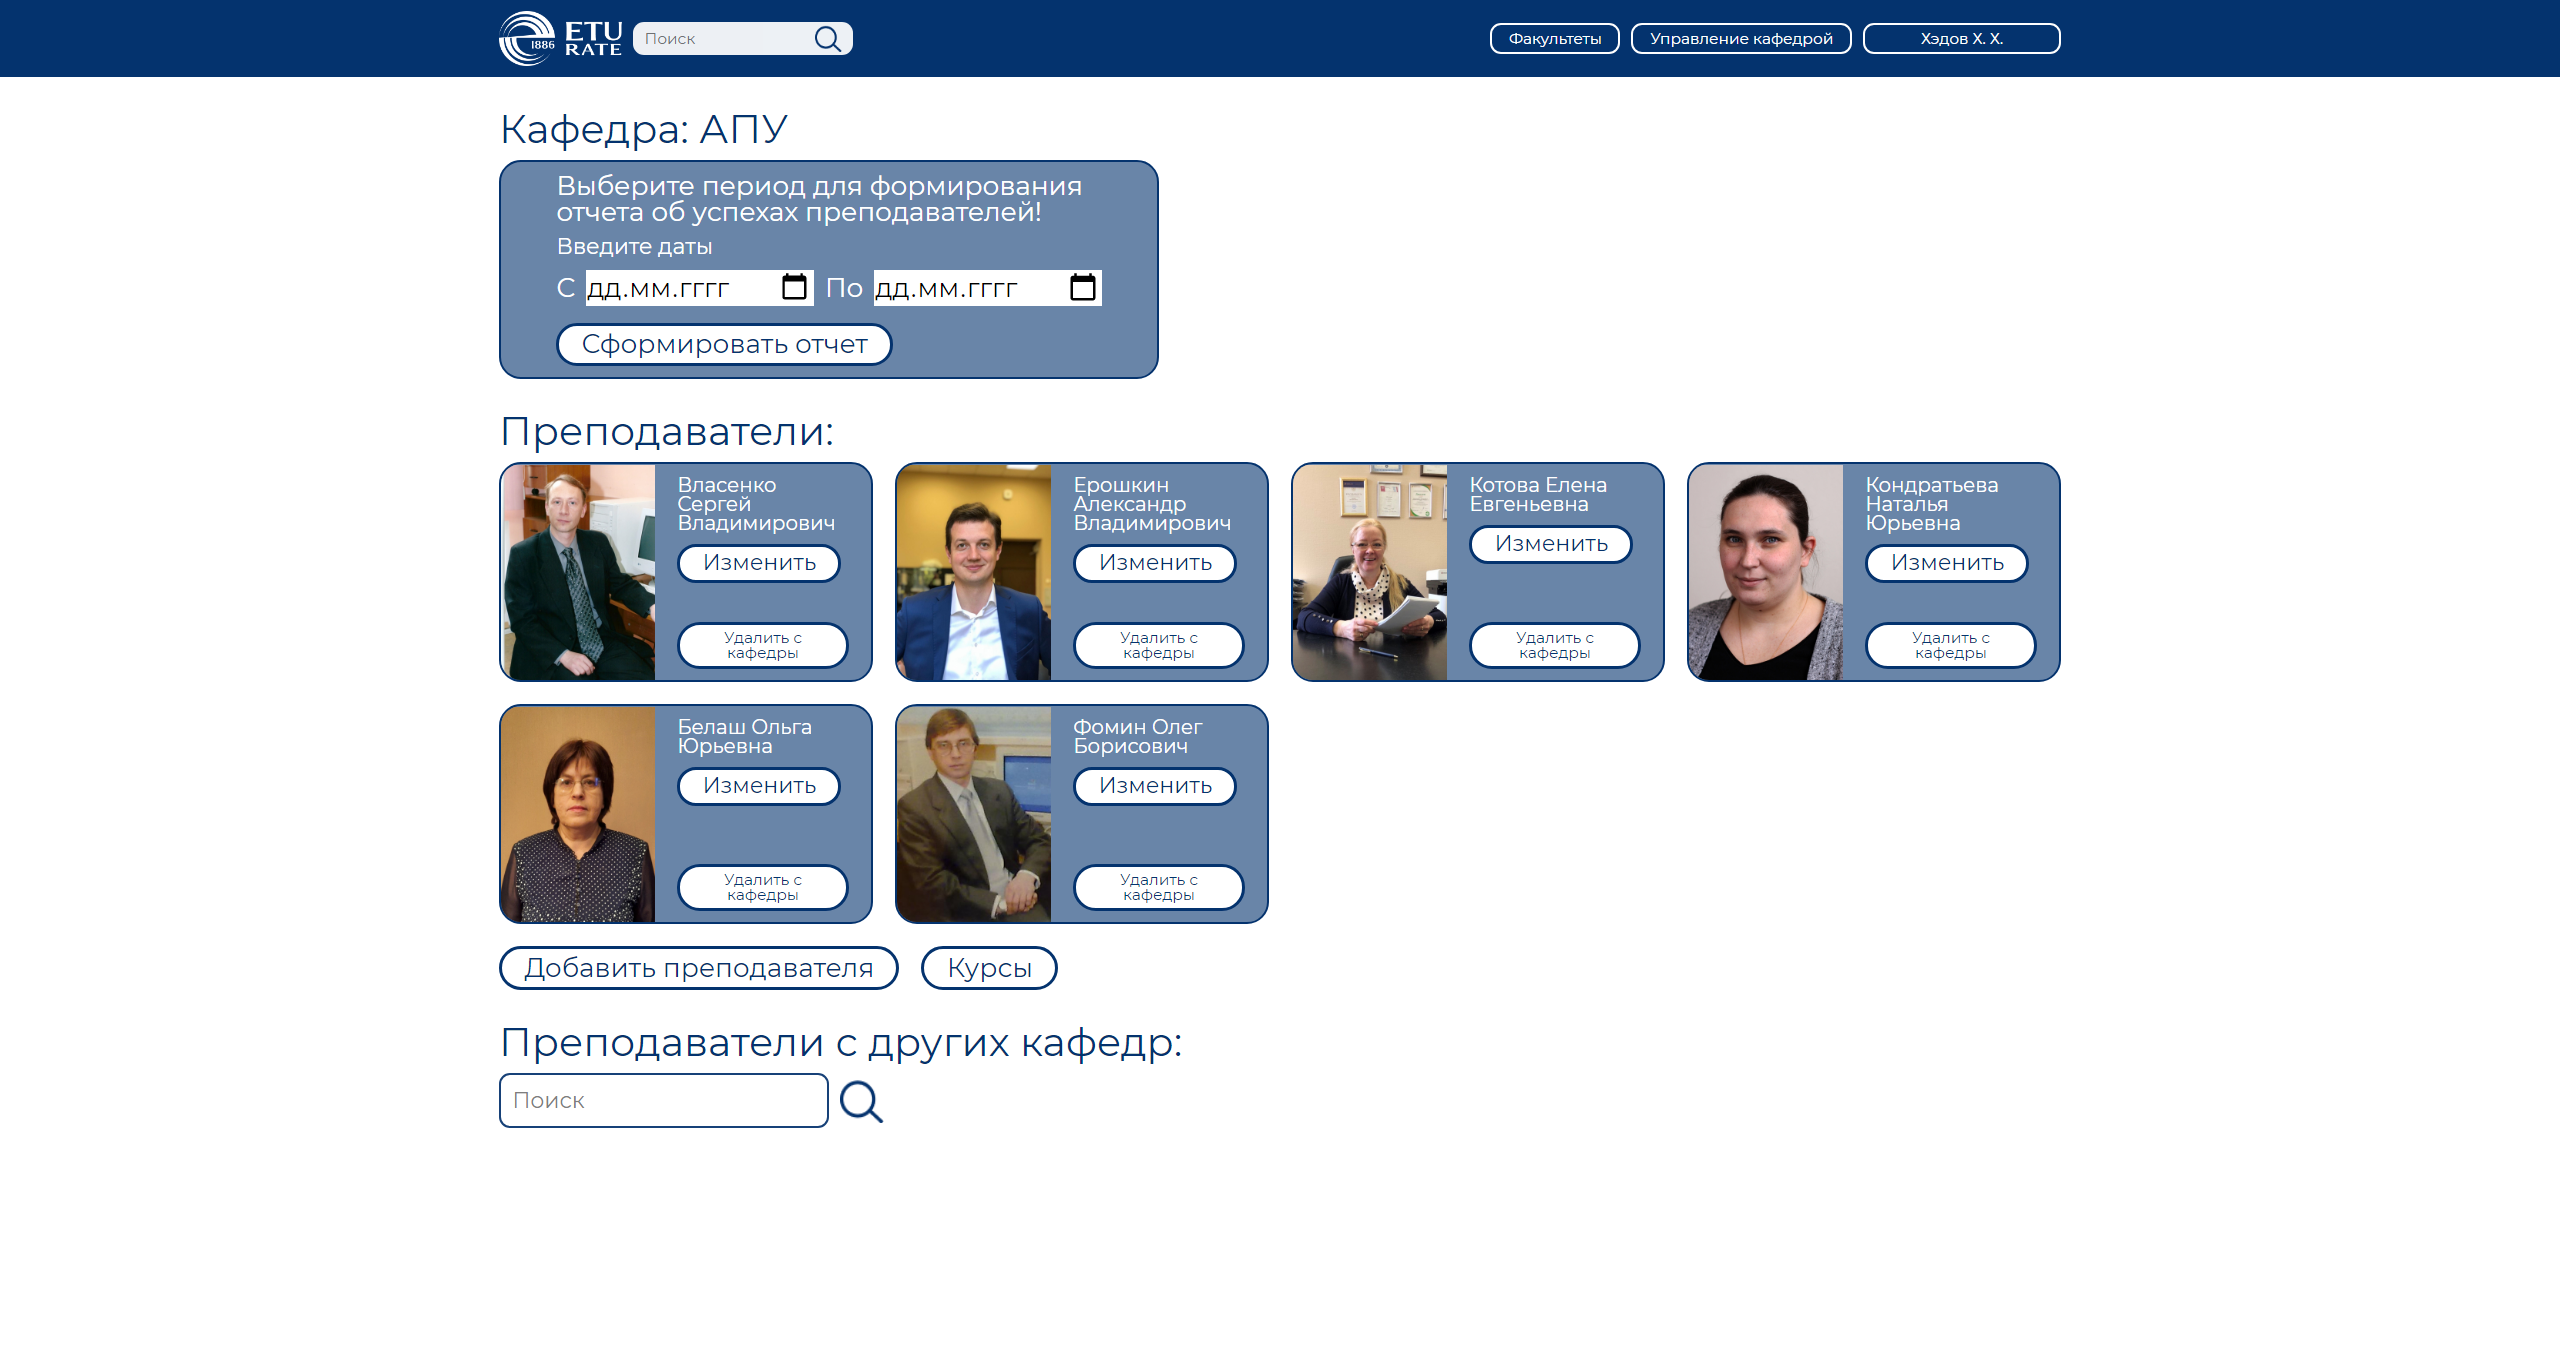 1886 ETU RATE
Поиск
Факультеты
Управление кафедрой
Хэдов Х. Х.
Кафедра: АПУ
Выберите период для формирования
отчета об успехах преподавателей!
Введите даты
С дд.мм.гггг По дд.мм.гггг
Сформировать отчет
Преподаватели:
Власенко
Сергей
Владимирович
Изменить
Удалить с
кафедры
Ерошкин
Александр
Владимирович
Изменить
Удалить с
кафедры
Котова Елена
Евгеньевна
Изменить
Удалить с
кафедры
Кондратьева
Наталья
Юрьевна
Изменить
Удалить с
кафедры
Белаш Ольга
Юрьевна
Изменить
Удалить с
кафедры
Фомин Олег
Борисович
Изменить
Удалить с
кафедры
Добавить преподавателя
Курсы
Преподаватели с других кафедр:
Поиск